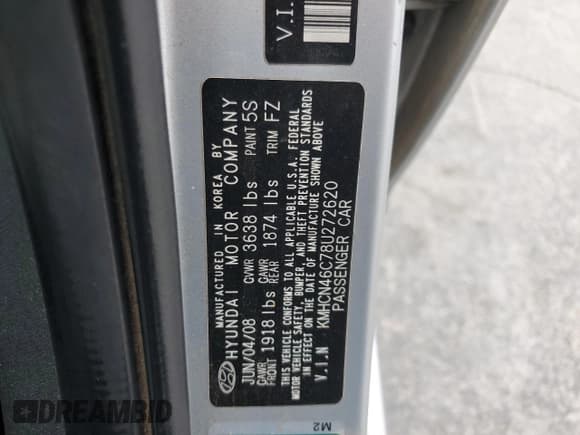 MANUFACTURED IN KOREA BY
HYUNDAI MOTOR COMPANY
JUN/04/08 GVWR 3638 lbs PAINT 5S
GAWR FRONT 1918 lbs GAWR REAR 1874 lbs TRIM FZ
THIS VEHICLE CONFORMS TO ALL APPLICABLE U.S.A. FEDERAL
MOTOR VEHICLE SAFETY, BUMPER, AND THEFT PREVENTION STANDARDS
IN EFFECT ON THE DATE OF MANUFACTURE SHOWN ABOVE
V.I.N KMHCN46C78U272620
PASSENGER CAR
V.I.
M2
DREAMBID